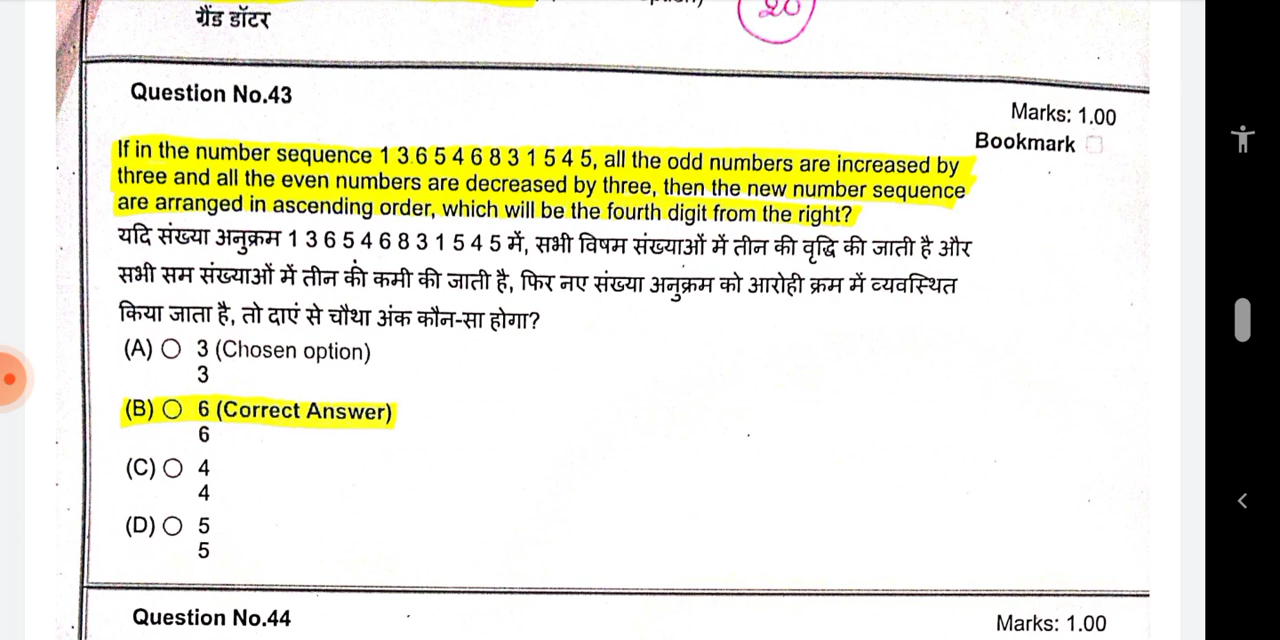 ग्रैंड डॉटर
20
Question No.43
Marks: 1.00
Bookmark
If in the number sequence 1 3 6 5 4 6 8 3 1 5 4 5, all the odd numbers are increased by
three and all the even numbers are decreased by three, then the new number sequence
are arranged in ascending order, which will be the fourth digit from the right?
यदि संख्या अनुक्रम 1 3 6 5 4 6 8 3 1 5 4 5 में, सभी विषम संख्याओं में तीन की वृद्धि की जाती है और
सभी सम संख्याओं में तीन की कमी की जाती है, फिर नए संख्या अनुक्रम को आरोही क्रम में व्यवस्थित
किया जाता है, तो दाएं से चौथा अंक कौन-सा होगा?
(A) 3 (Chosen option)
3
(B) 6 (Correct Answer)
6
(C) 4
4
(D) 5
5
Question No.44
Marks: 1.00